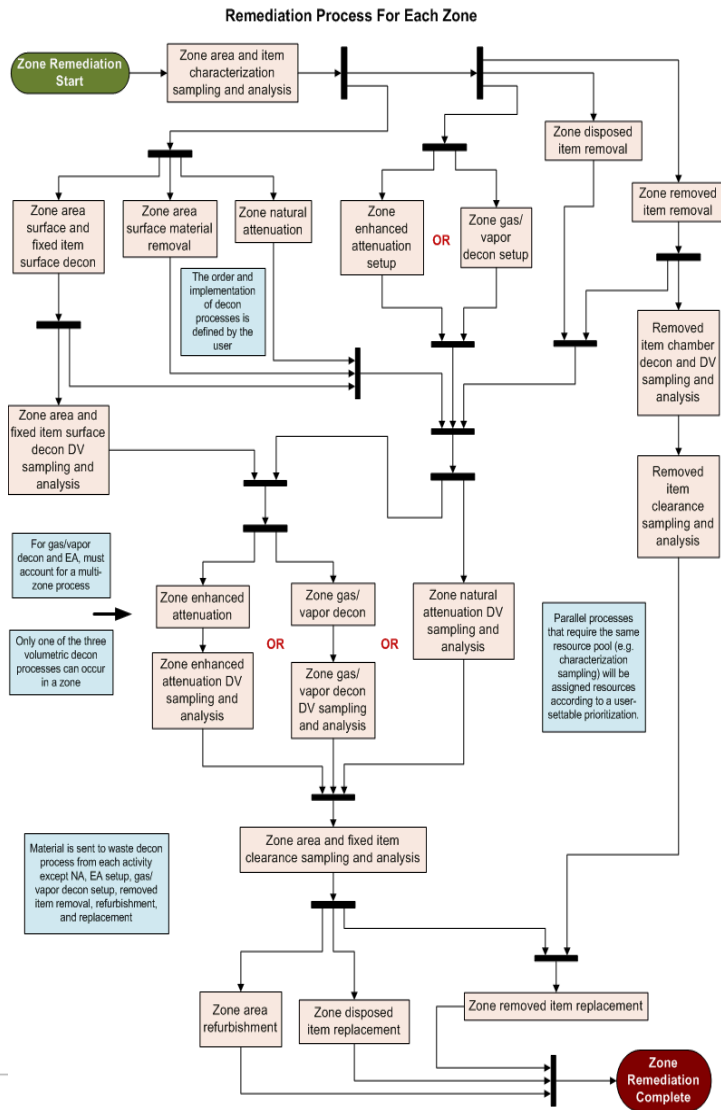 Remediation Process For Each Zone
Zone Remediation
Start
Zone area and item
characterization
sampling and analysis
Zone disposed
item removal
Zone removed
item removal
Zone area
surface and
fixed item
surface decon
Zone area
surface material
removal
Zone natural
attenuation
Zone
enhanced
attenuation
setup
OR
Zone gas/
vapor
decon setup
The order and
implementation
of decon
processes is
defined by the
user
Removed
item chamber
decon and DV
sampling and
analysis
Zone area and
fixed item surface
decon DV
sampling and
analysis
Removed
item
clearance
sampling and
analysis
For gas/vapor
decon and EA, must
account for a multi-
zone process
Only one of the three
volumetric decon
processes can occur
in a zone
Zone enhanced
attenuation
OR
Zone gas/
vapor decon
OR
Zone natural
attenuation DV
sampling and
analysis
Zone enhanced
attenuation DV
sampling and
analysis
Zone gas/
vapor decon
DV sampling
and analysis
Parallel processes
that require the same
resource pool (e.g.
characterization
sampling) will be
assigned resources
according to a user-
settable prioritization.
Zone area and fixed item
clearance sampling and analysis
Material is sent to waste decon
process from each activity
except NA, EA setup, gas/
vapor decon setup, removed
item removal, refurbishment,
and replacement
Zone area
refurbishment
Zone disposed
item replacement
Zone removed item replacement
Zone
Remediation
Complete